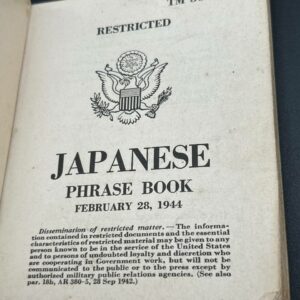 TM
RESTRICTED
JAPANESE
PHRASE BOOK
FEBRUARY 28, 1944
Dissemination of restricted matter.—The informa-
tion contained in restricted documents and the essential
characteristics of restricted material may be given to any
person known to be in the service of the United States
and to persons of undoubted loyalty and discretion who
are cooperating in Government work, but will not be
communicated to the public or to the press except by
authorized military public relations agencies. (See also
par. 18b, AR 380-5, 28 Sep 1942.)